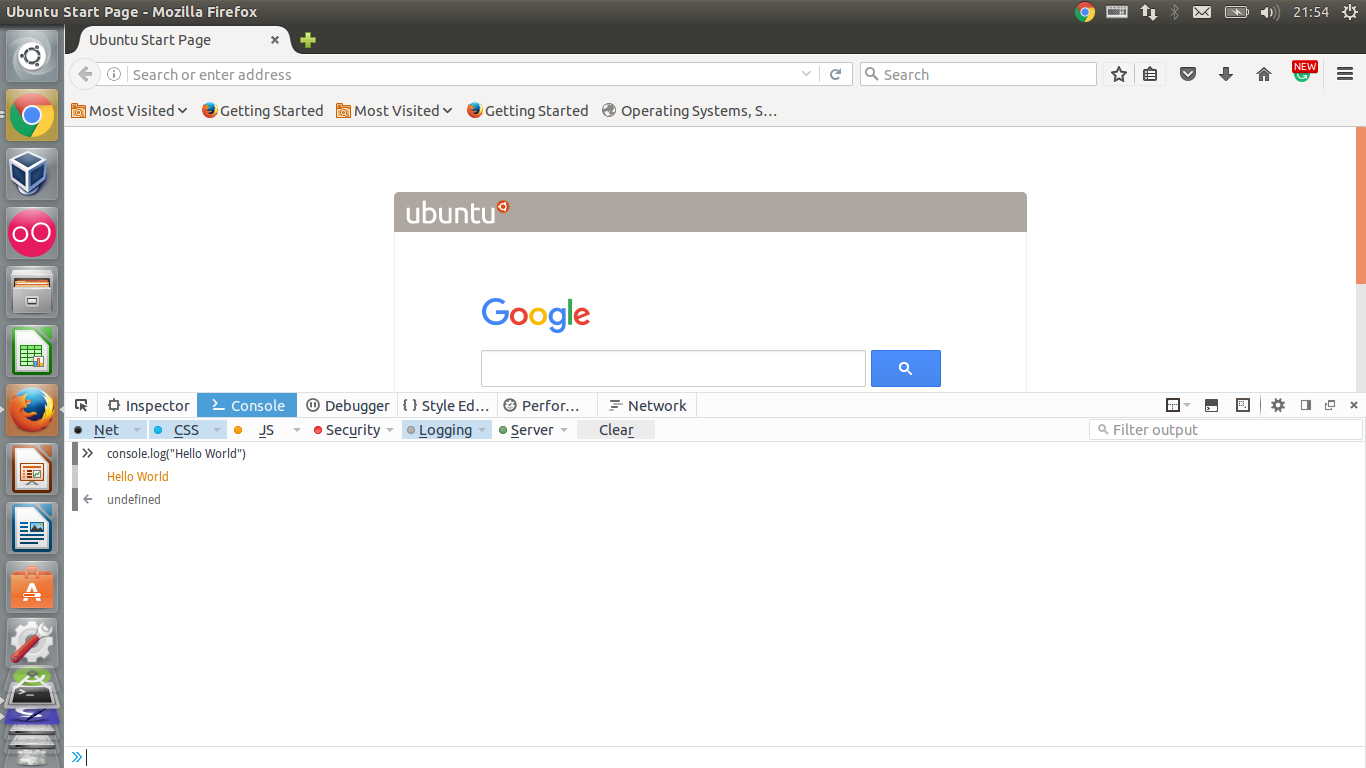 Ubuntu Start Page - Mozilla Firefox
21:54
Ubuntu Start Page
Search or enter address
Search
NEW
Most Visited
Getting Started
Most Visited
Getting Started
Operating Systems, S...
ubuntu
Google
Inspector
Console
Debugger
{ } Style Ed...
Perfor...
Network
Net
CSS
JS
Security
Logging
Server
Clear
Filter output
console.log("Hello World")
Hello World
undefined